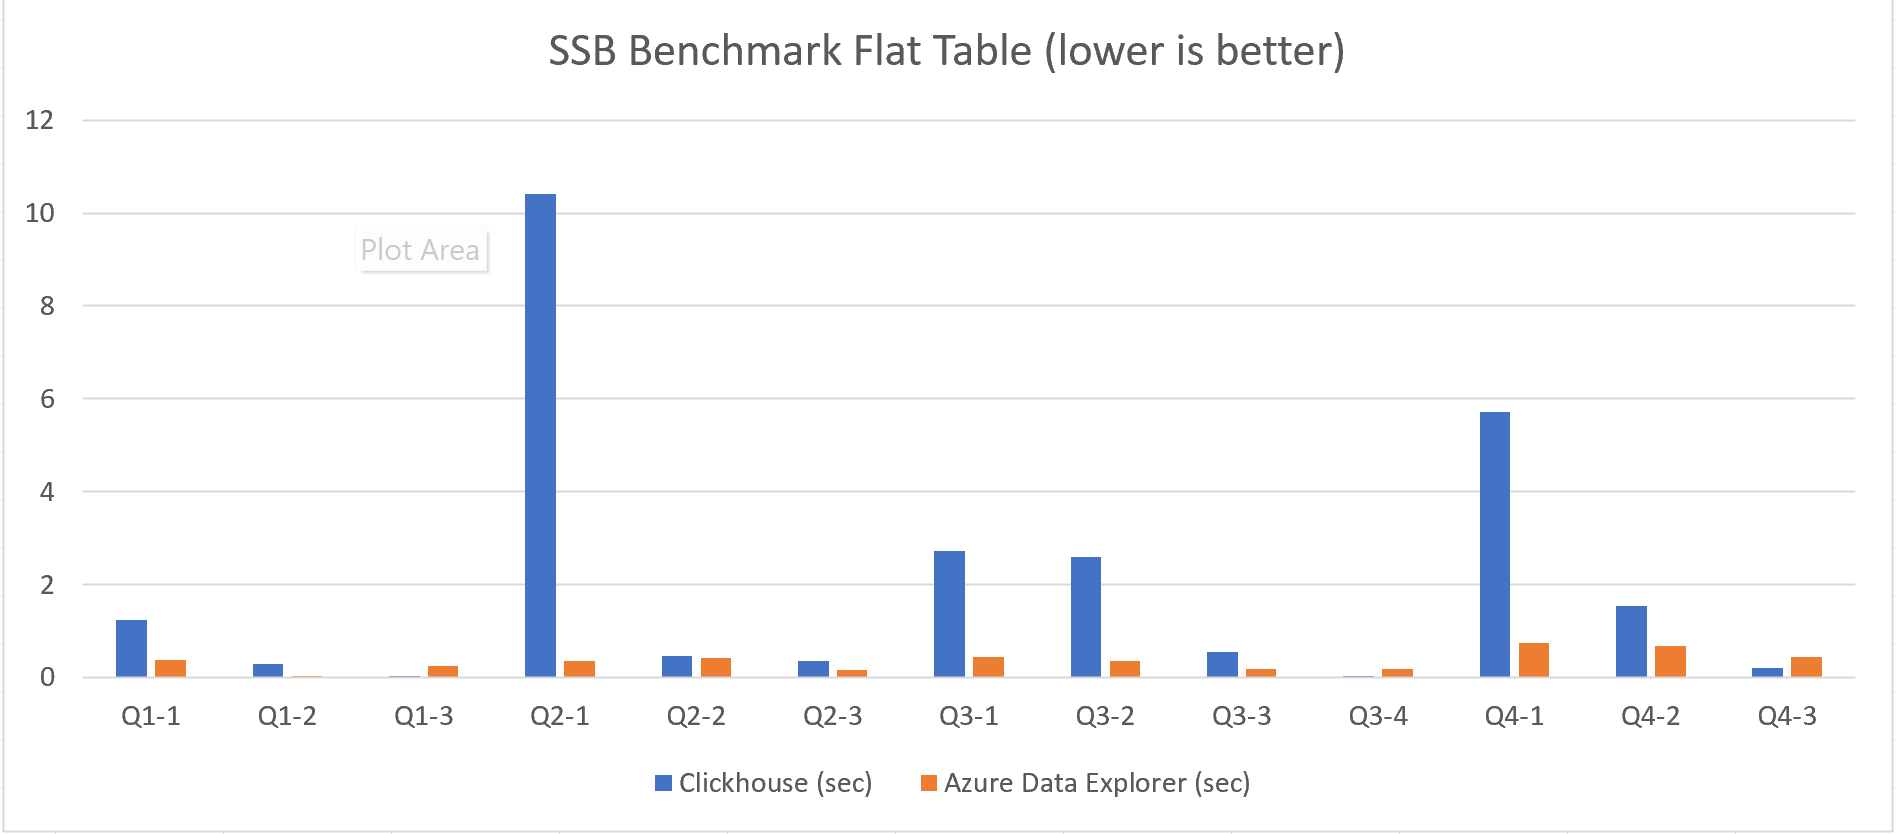 SSB Benchmark Flat Table (lower is better)
12
10
Plot Area
8
6
4
2
0
Q1-1 Q1-2 Q1-3 Q2-1 Q2-2 Q2-3 Q3-1 Q3-2 Q3-3 Q3-4 Q4-1 Q4-2 Q4-3
Clickhouse (sec) Azure Data Explorer (sec)